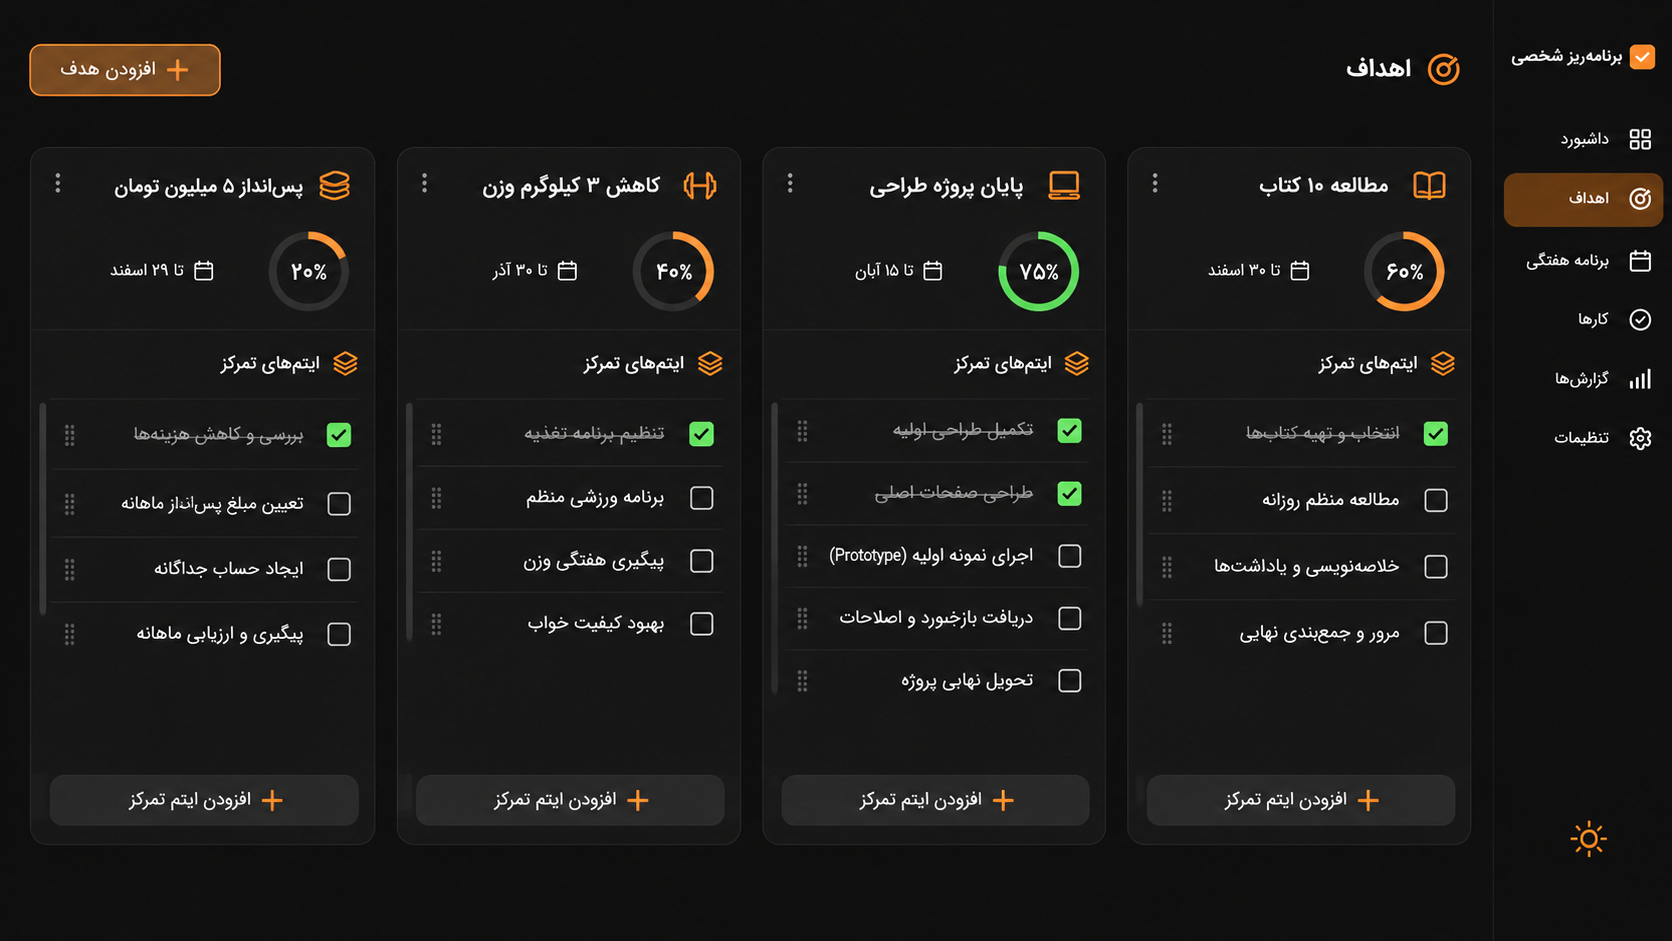 برنامه‌ریز شخصی
داشبورد
اهداف
برنامه هفتگی
کارها
گزارش‌ها
تنظیمات
اهداف
افزودن هدف
مطالعه ۱۰ کتاب
۶۰%
تا ۳۰ اسفند
ایتم‌های تمرکز
انتخاب و تهیه کتاب‌ها
مطالعه منظم روزانه
خلاصه‌نویسی و یاداشت‌ها
مرور و جمع‌بندی نهایی
افزودن ایتم تمرکز
پایان پروژه طراحی
۷۵%
تا ۱۵ آبان
ایتم‌های تمرکز
تکمیل طراحی اولیه
طراحی صفحات اصلی
اجرای نمونه اولیه (Prototype)
دریافت بازخورد و اصلاحات
تحویل نهایی پروژه
افزودن ایتم تمرکز
کاهش ۳ کیلوگرم وزن
۴۰%
تا ۳۰ آذر
ایتم‌های تمرکز
تنظیم برنامه تغذیه
برنامه ورزشی منظم
پیگیری هفتگی وزن
بهبود کیفیت خواب
افزودن ایتم تمرکز
پس‌انداز ۵ میلیون تومان
۲۰%
تا ۲۹ اسفند
ایتم‌های تمرکز
بررسی و کاهش هزینه‌ها
تعیین مبلغ پس‌انداز ماهانه
ایجاد حساب جداگانه
پیگیری و ارزیابی ماهانه
افزودن ایتم تمرکز